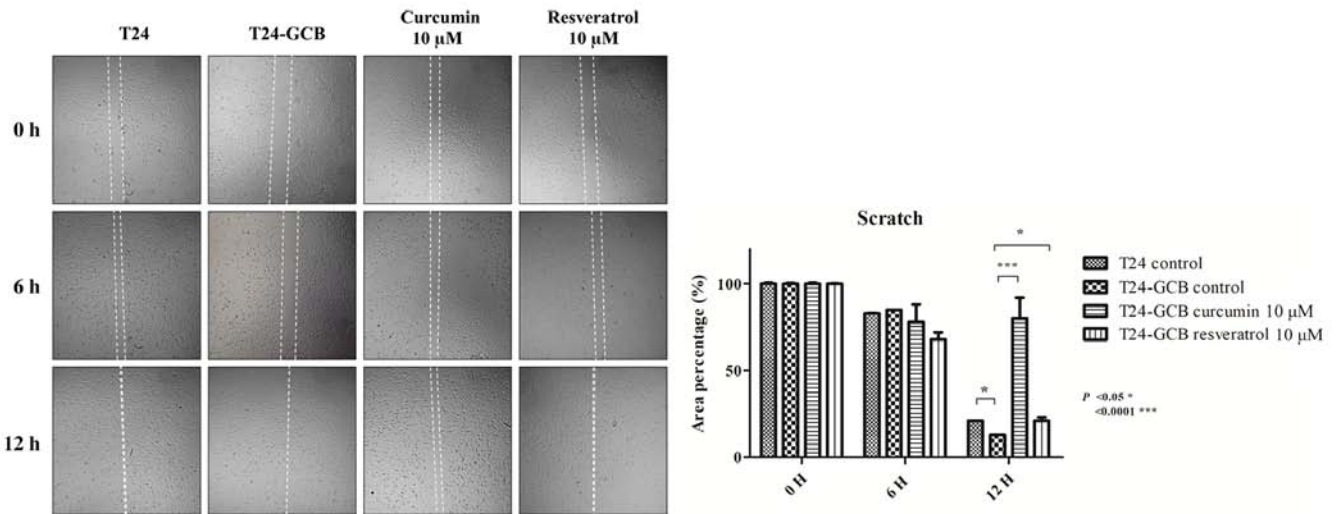 T24
T24-GCB
Curcumin
10 μM
Resveratrol
10 μM
0 h
6 h
12 h
Scratch
Area percentage (%)
100
50
0
0 H
6 H
12 H
*
***
*
T24 control
T24-GCB control
T24-GCB curcumin 10 μM
T24-GCB resveratrol 10 μM
P <0.05 *
<0.0001 ***